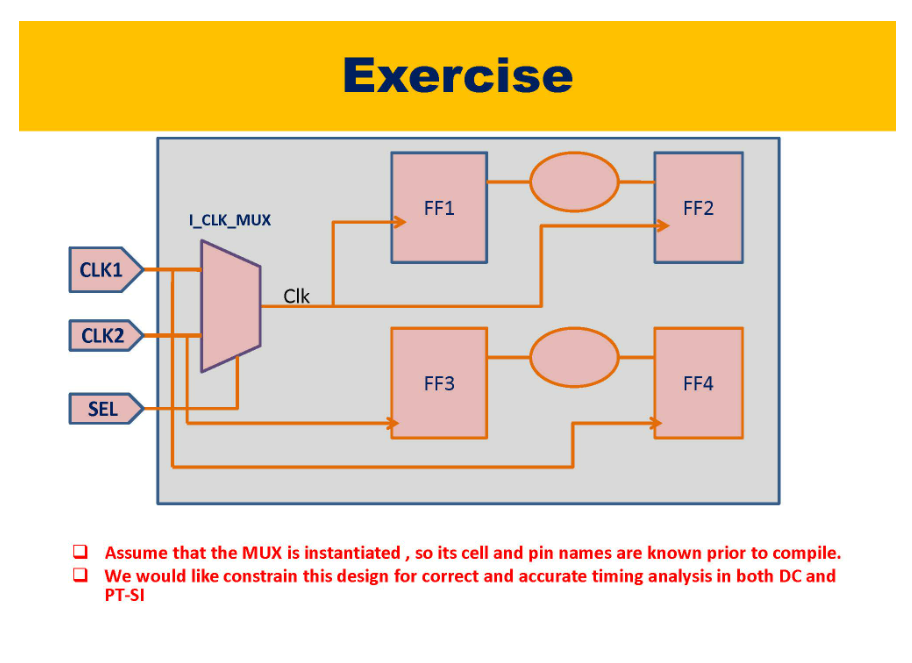 Exercise
I_CLK_MUX
FF1
FF2
CLK1
Clk
CLK2
FF3
FF4
SEL
❑ Assume that the MUX is instantiated , so its cell and pin names are known prior to compile.
❑ We would like constrain this design for correct and accurate timing analysis in both DC and
PT-SI